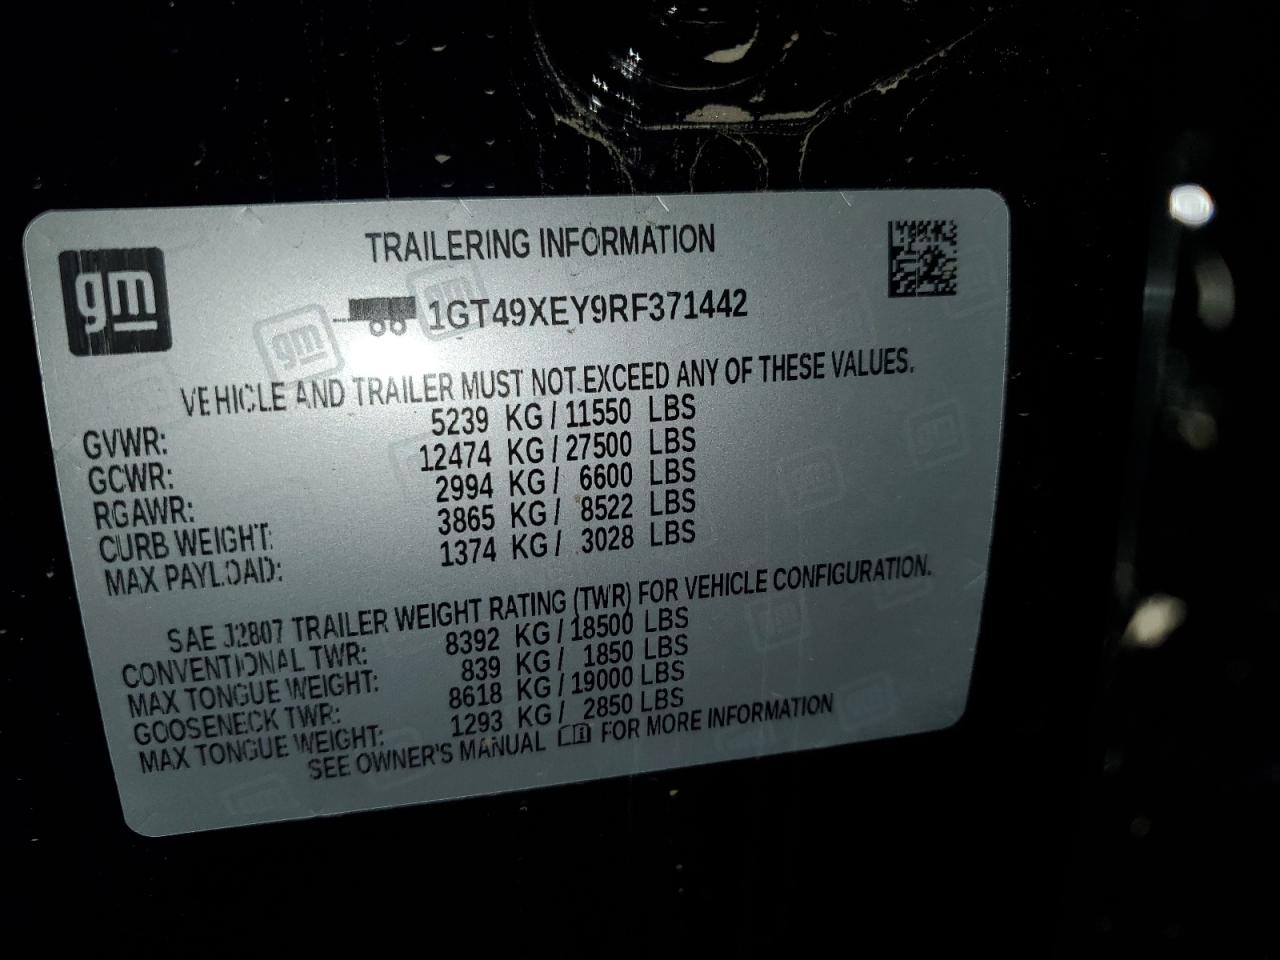 gm
TRAILERING INFORMATION
1GT49XEY9RF371442
VEHICLE AND TRAILER MUST NOT EXCEED ANY OF THESE VALUES.
GVWR: 5239 KG / 11550 LBS
GCWR: 12474 KG / 27500 LBS
RGAWR: 2994 KG / 6600 LBS
CURB WEIGHT: 3865 KG / 8522 LBS
MAX PAYLOAD: 1374 KG / 3028 LBS
SAE J2807 TRAILER WEIGHT RATING (TWR) FOR VEHICLE CONFIGURATION.
CONVENTIONAL TWR: 8392 KG / 18500 LBS
MAX TONGUE WEIGHT: 839 KG / 1850 LBS
GOOSENECK TWR: 8618 KG / 19000 LBS
MAX TONGUE WEIGHT: 1293 KG / 2850 LBS
SEE OWNER'S MANUAL FOR MORE INFORMATION